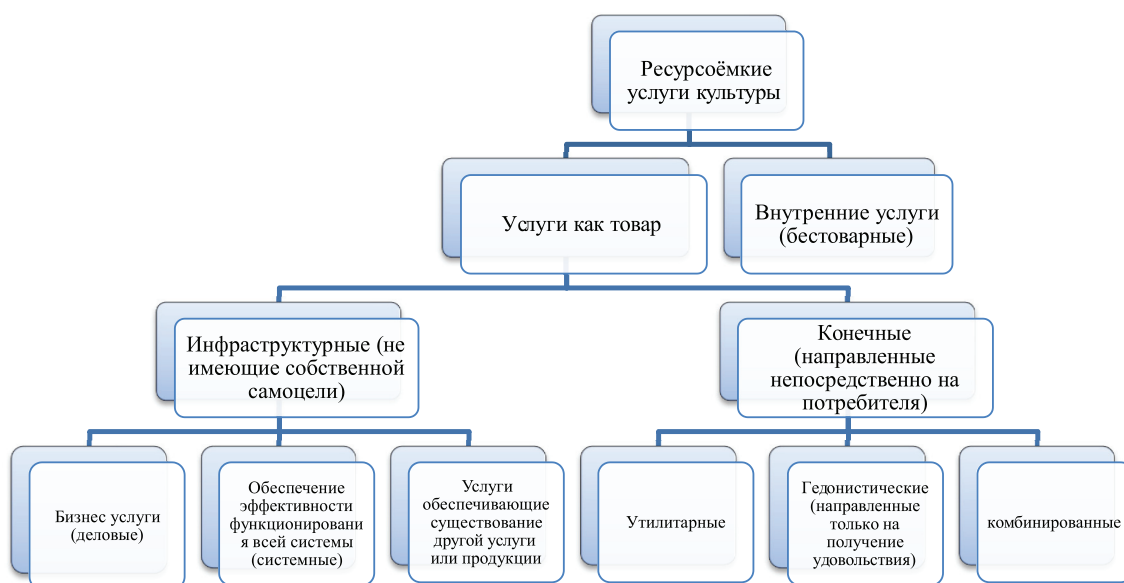 Ресурсоёмкие
услуги культуры
Услуги как товар
Внутренние услуги
(бестоварные)
Инфраструктурные (не
имеющие собственной
самоцели)
Конечные
(направленные
непосредственно на
потребителя)
Бизнес услуги
(деловые)
Обеспечение
эффективности
функционировани
я всей системы
(системные)
Услуги
обеспечивающие
существование
другой услуги
или продукции
Утилитарные
Гедонистические
(направленные
только на
получение
удовольствия)
комбинированные